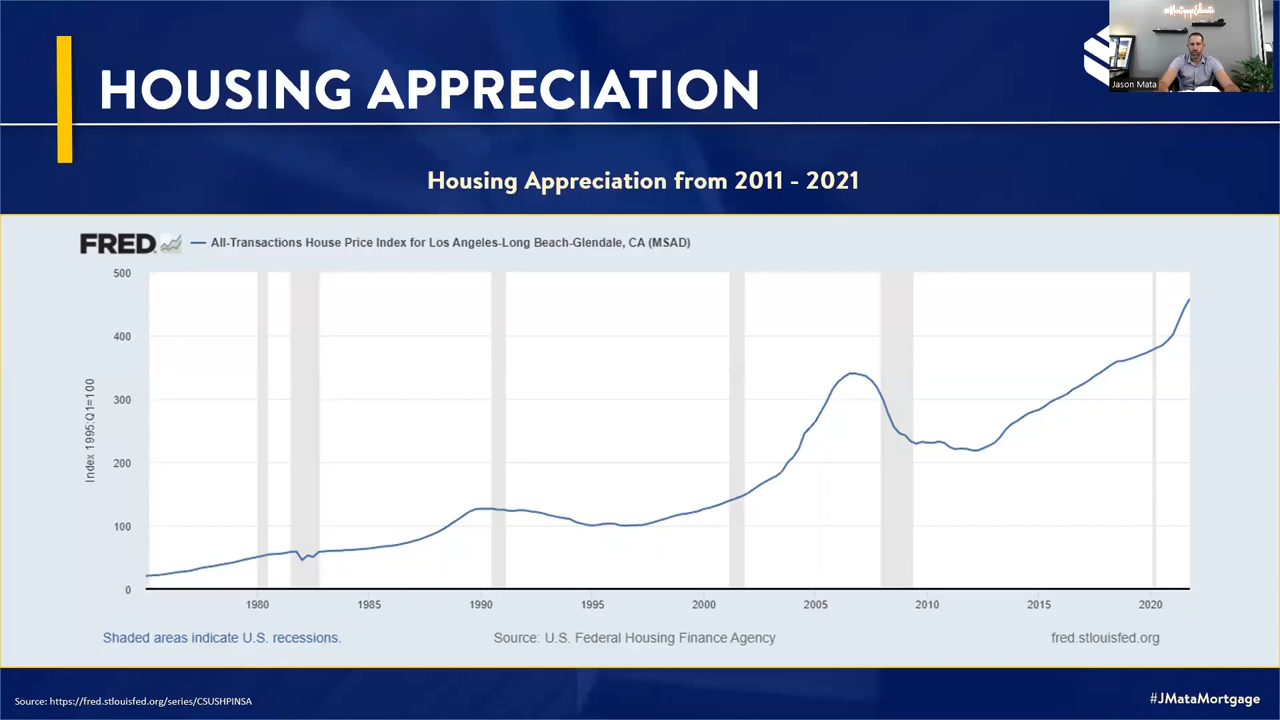 #MortgageEducate
Jason Mata
HOUSING APPRECIATION
Housing Appreciation from 2011 - 2021
FRED
All-Transactions House Price Index for Los Angeles-Long Beach-Glendale, CA (MSAD)
Index 1995:Q1=100
500
400
300
200
100
0
1980 1985 1990 1995 2000 2005 2010 2015 2020
Shaded areas indicate U.S. recessions. Source: U.S. Federal Housing Finance Agency fred.stlouisfed.org
Source: https://fred.stlouisfed.org/series/CSUSHPINSA
#JMataMortgage